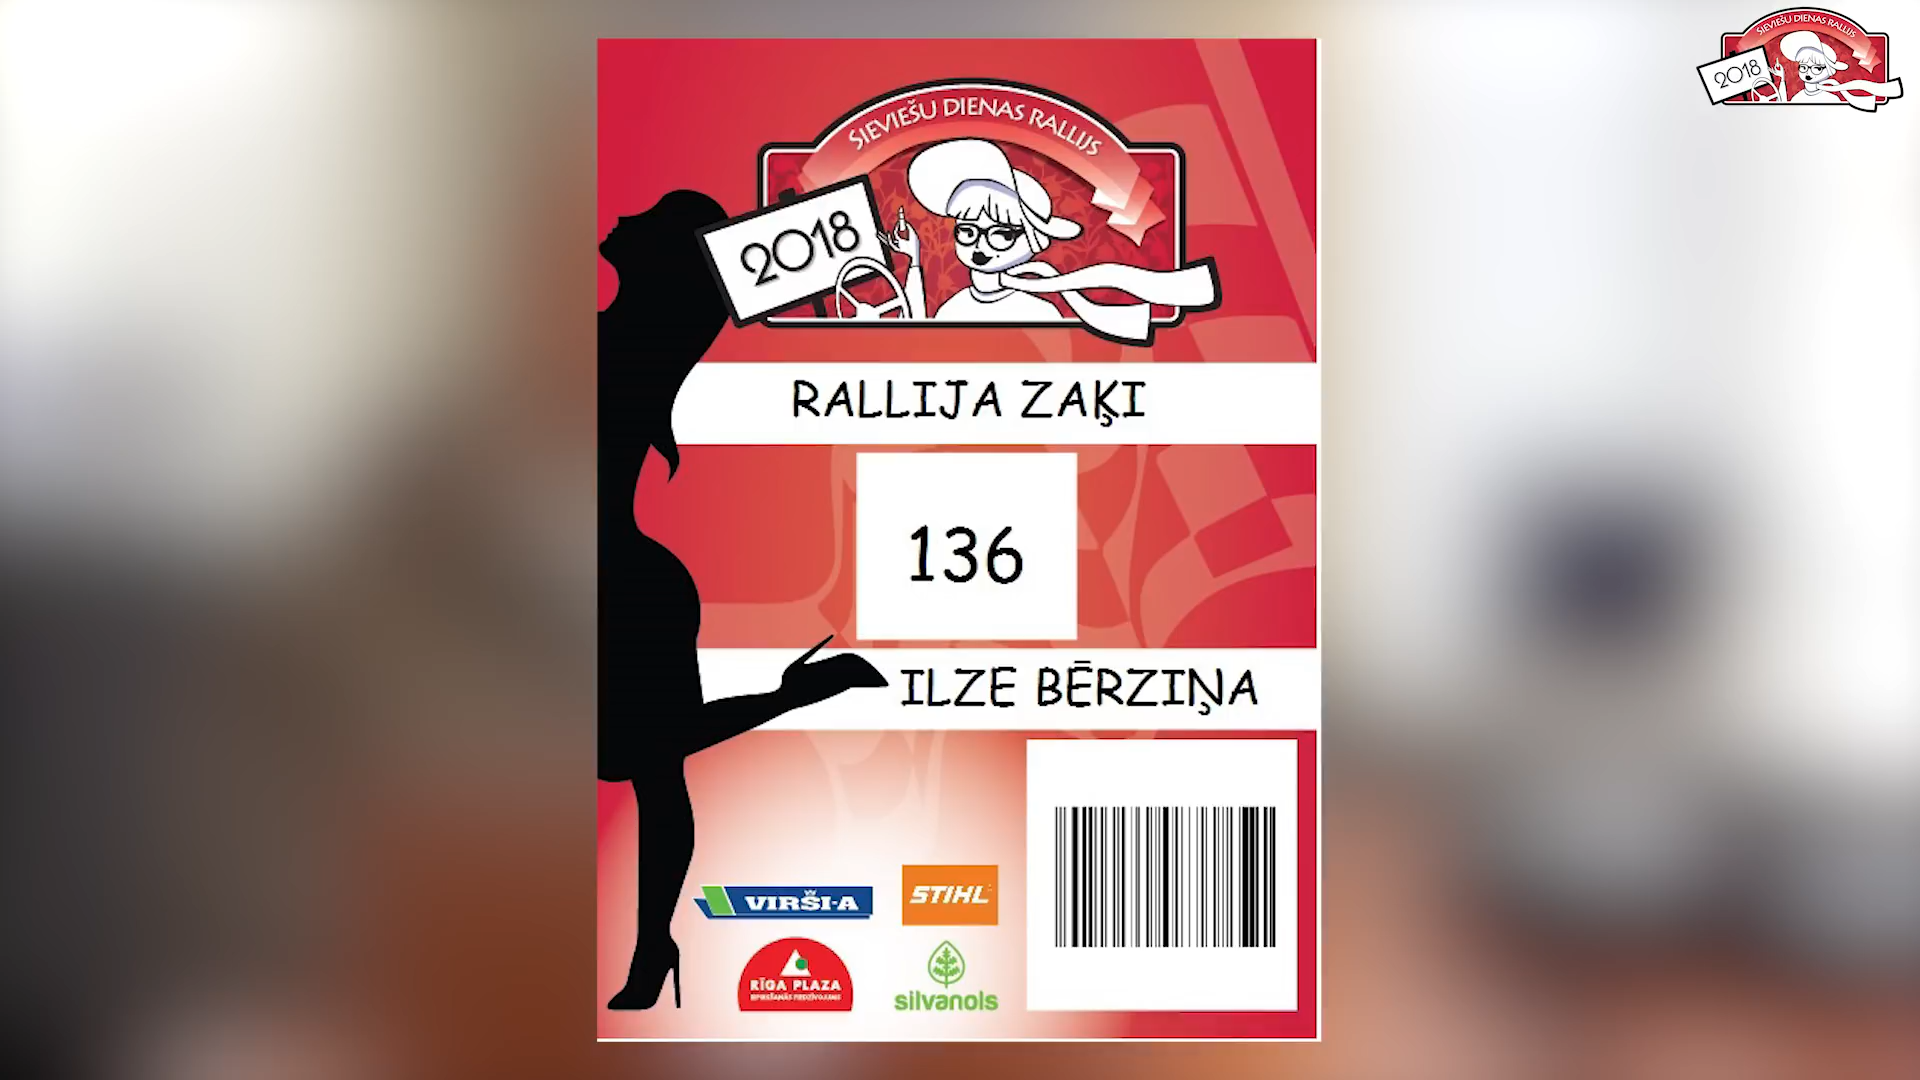 SIEVIEŠU DIENAS RALLIJS
2018
SIEVIEŠU DIENAS RALLIJS
2018
RALLIJA ZAĶI
136
ILZE BĒRZIŅA
VIRŠI-A
STIHL
RĪGA PLAZA
silvanols